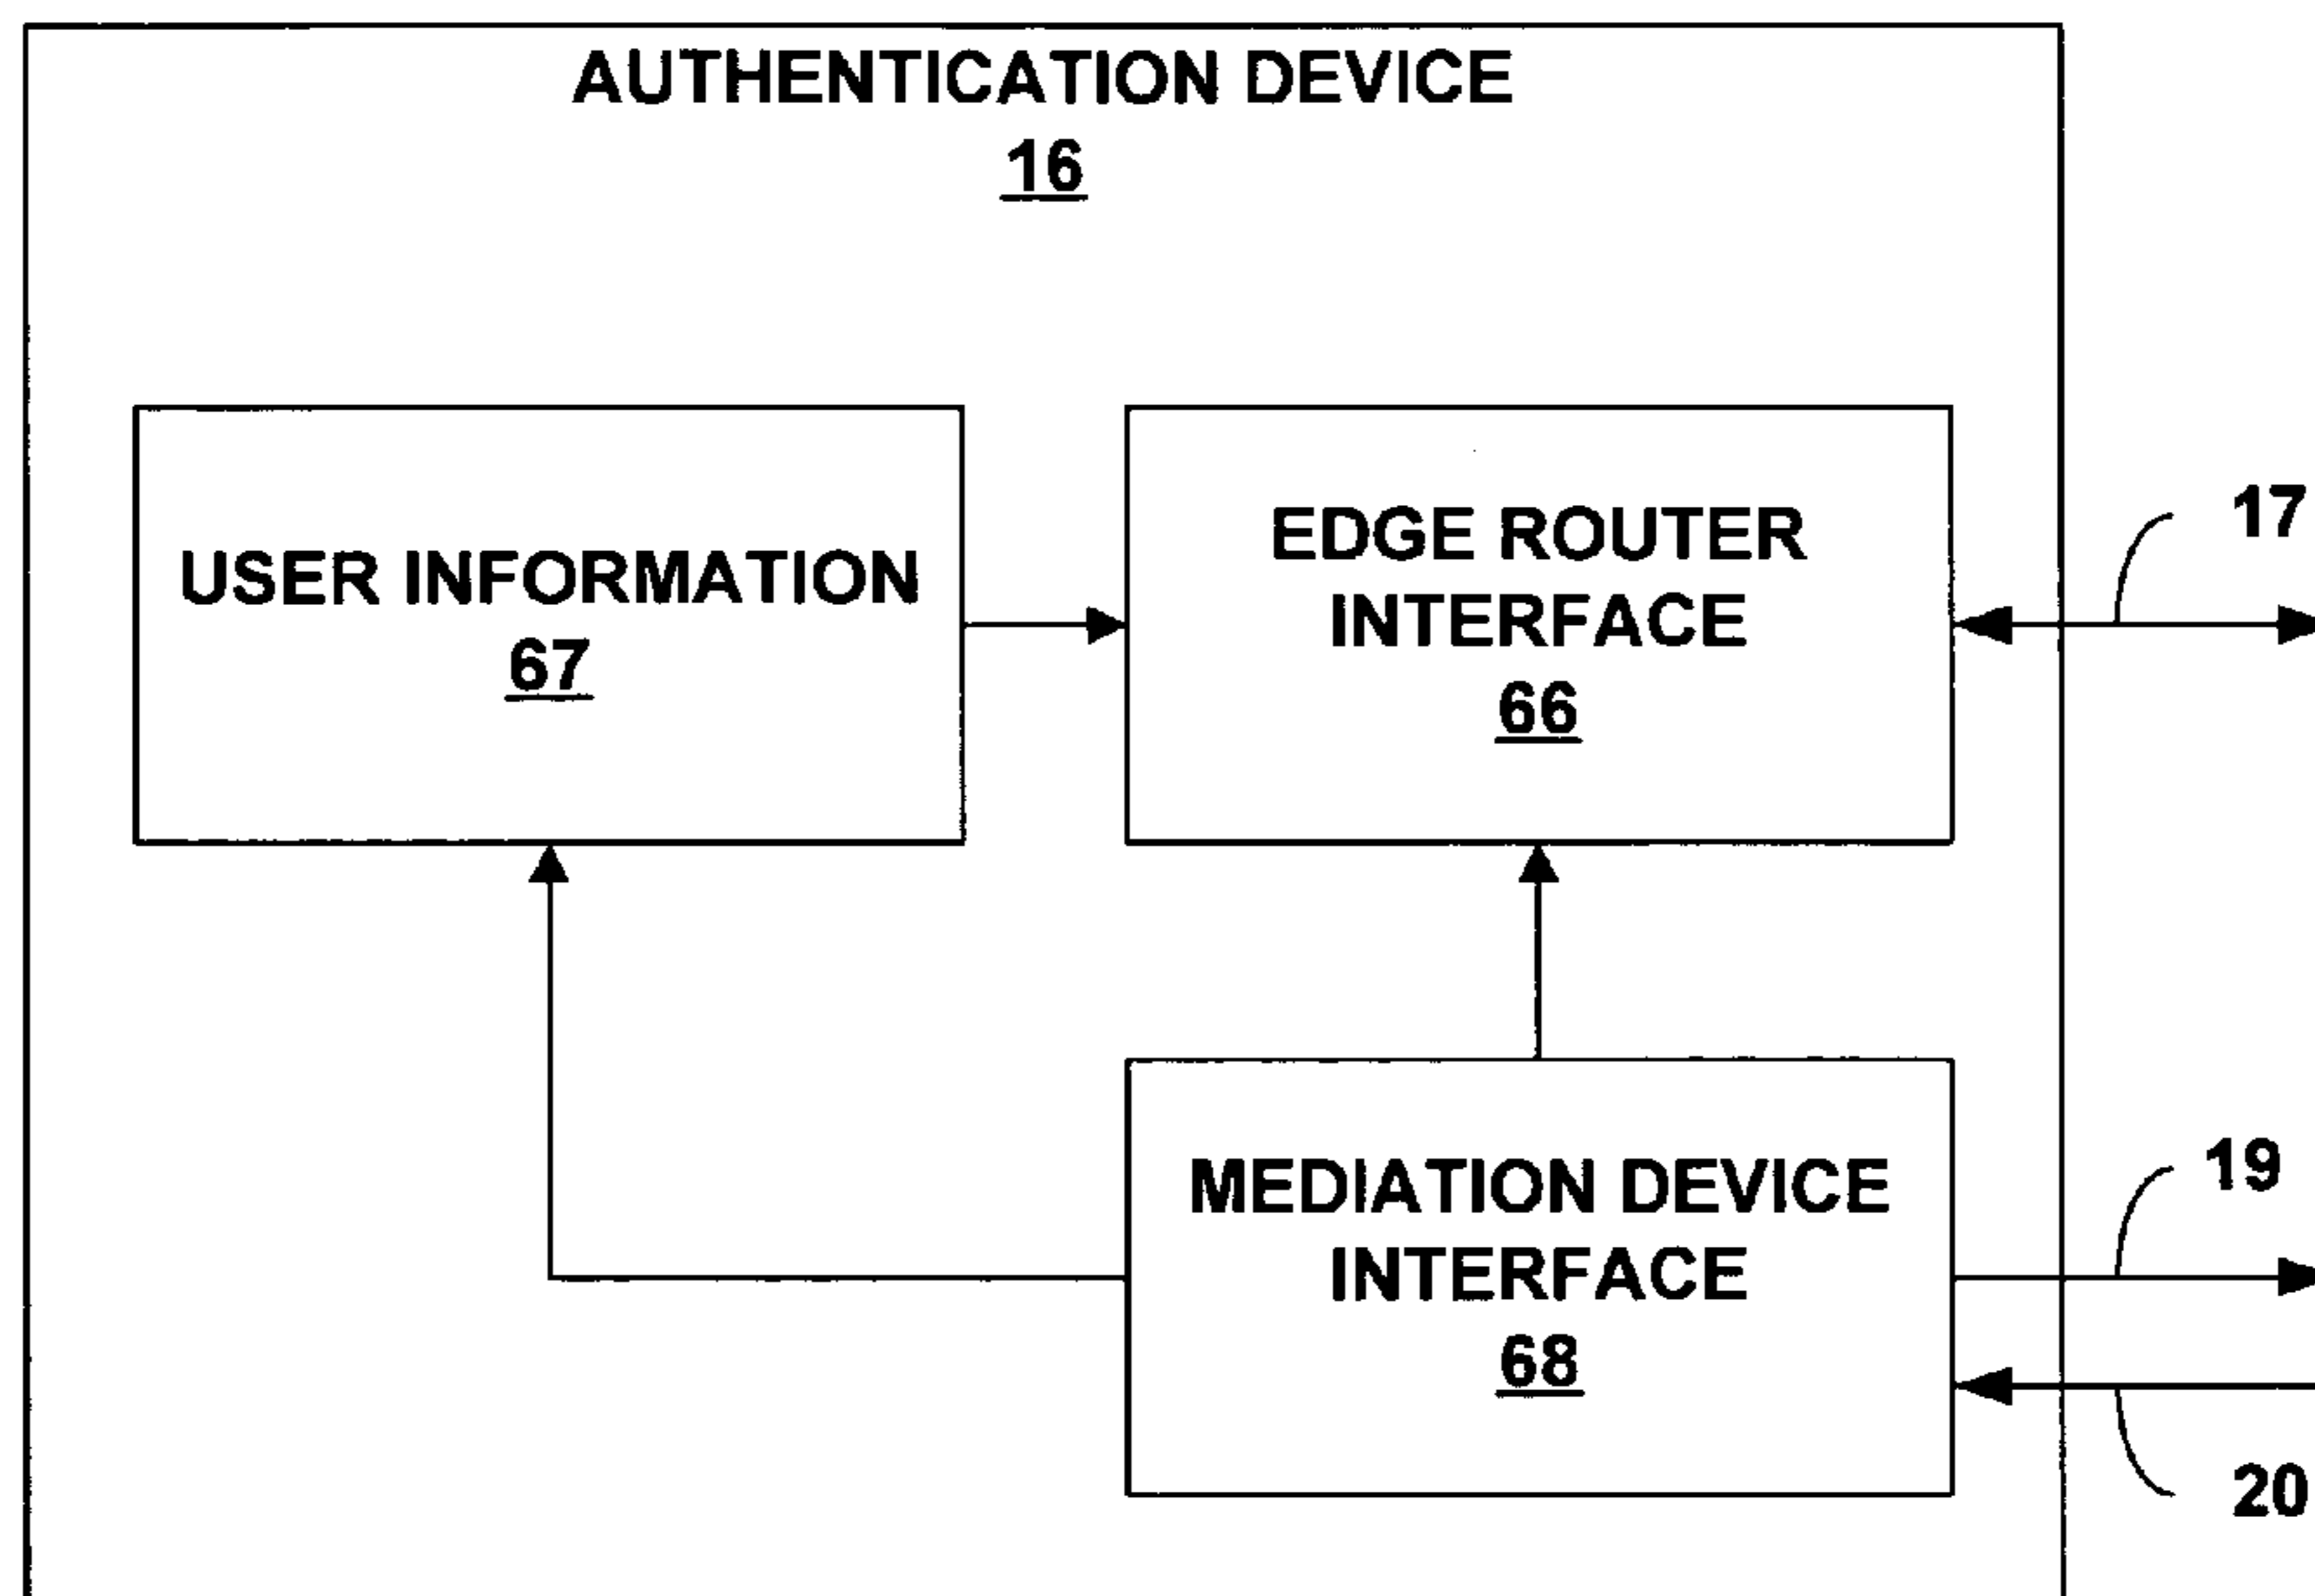 AUTHENTICATION DEVICE
16
USER INFORMATION
67
EDGE ROUTER
INTERFACE
66
17
MEDIATION DEVICE
INTERFACE
68
19
20